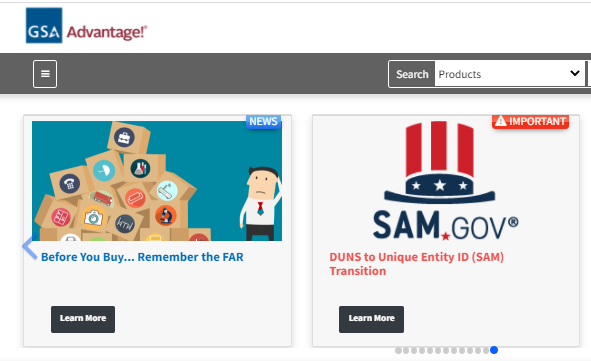 GSA Advantage!®
Search Products
NEWS
Before You Buy... Remember the FAR
Learn More
IMPORTANT
SAM.GOV®
DUNS to Unique Entity ID (SAM)
Transition
Learn More